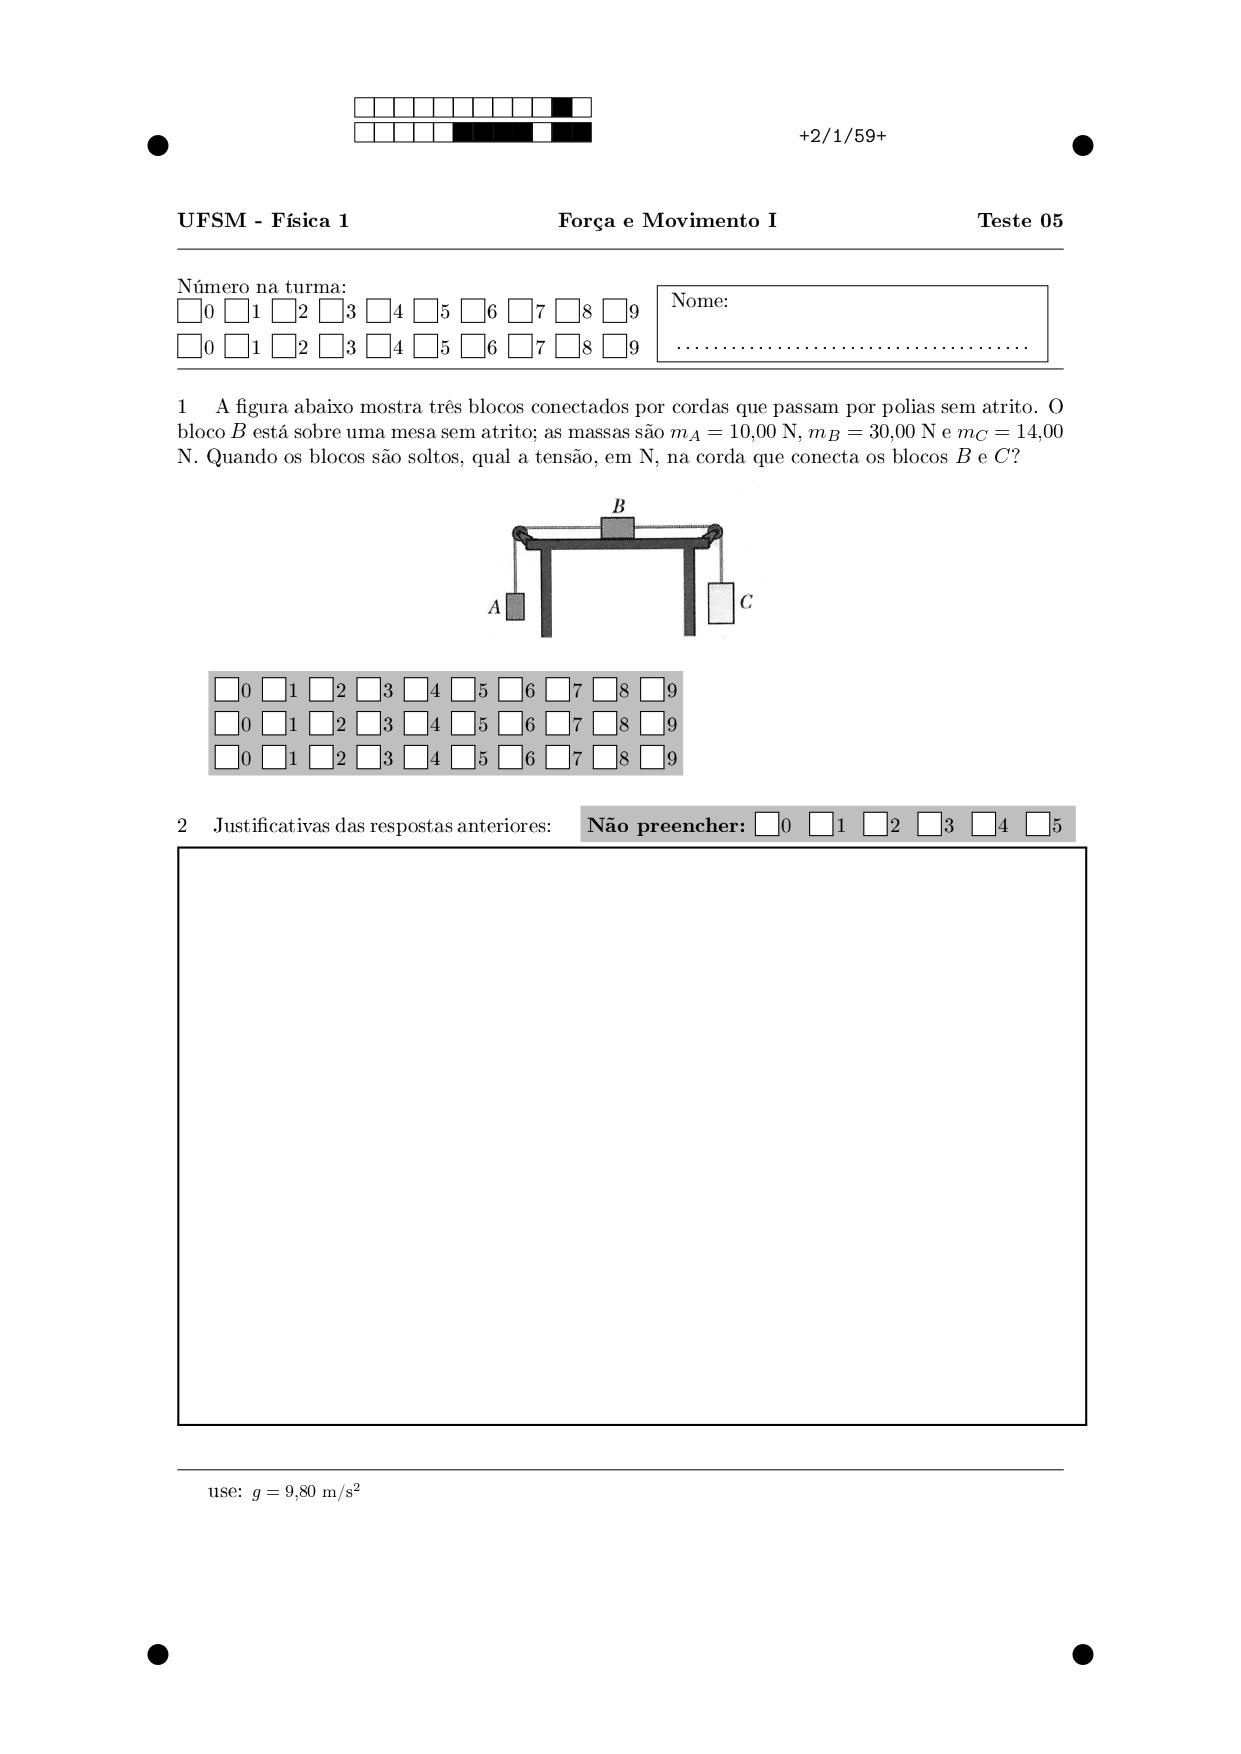 +2/1/59+
UFSM - Física 1 Força e Movimento I Teste 05
Número na turma:
0 1 2 3 4 5 6 7 8 9
0 1 2 3 4 5 6 7 8 9
Nome:
......................................
1 A figura abaixo mostra três blocos conectados por cordas que passam por polias sem atrito. O
bloco B está sobre uma mesa sem atrito; as massas são m_A = 10,00 N, m_B = 30,00 N e m_C = 14,00
N. Quando os blocos são soltos, qual a tensão, em N, na corda que conecta os blocos B e C?
B
A
C
0 1 2 3 4 5 6 7 8 9
0 1 2 3 4 5 6 7 8 9
0 1 2 3 4 5 6 7 8 9
2 Justificativas das respostas anteriores: Não preencher: 0 1 2 3 4 5
use: g = 9,80 m/s²